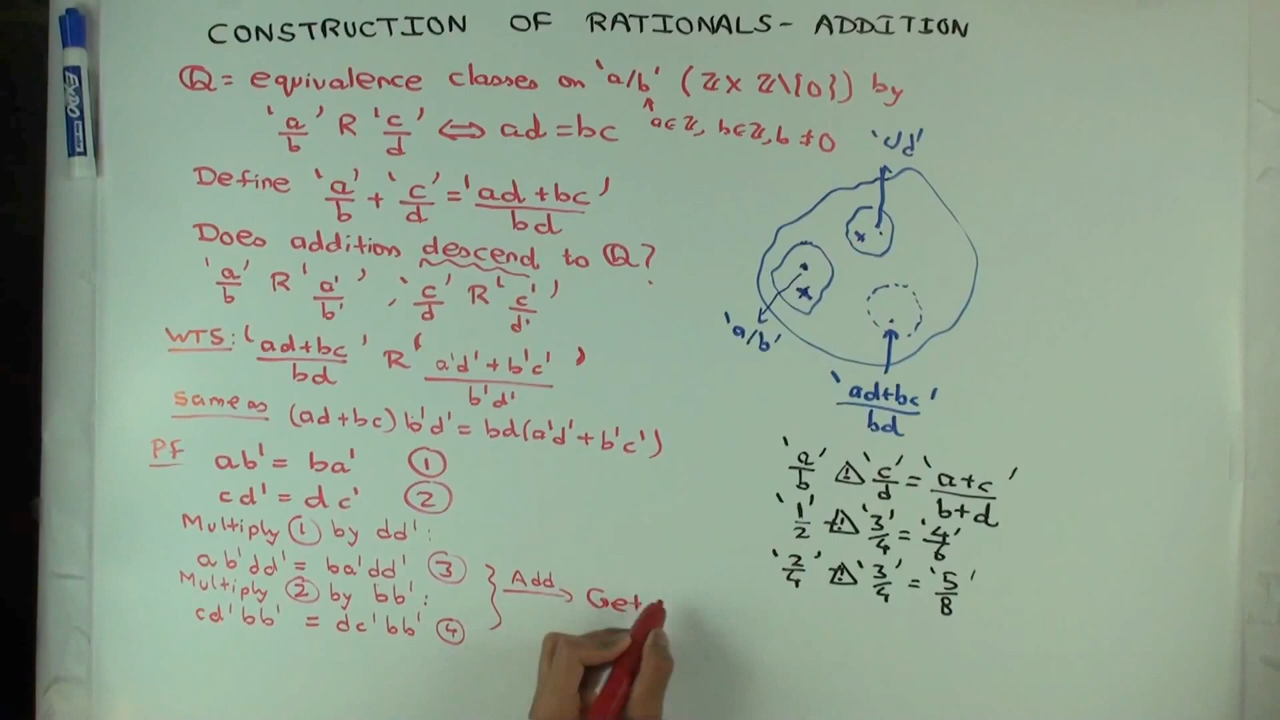 CONSTRUCTION OF RATIONALS - ADDITION
ℚ = equivalence classes on 'a/b' (ℤ × ℤ\{0}) by
'a/b' R 'c/d' ⇔ ad = bc
a∈ℤ, b∈ℤ, b ≠ 0
Define 'a/b' + 'c/d' = '(ad+bc)/bd'
Does addition descend to ℚ?
'a/b' R 'a'/b'', 'c/d' R 'c'/d''
WTS: '(ad+bc)/bd' R '(a'd'+b'c')/b'd''
Same as (ad+bc) b'd' = bd(a'd'+b'c')
Pf ab' = ba' ①
cd' = dc' ②
Multiply ① by dd':
ab'dd' = ba'dd' ③
Multiply ② by bb':
cd'bb' = dc'bb' ④
Add → Get
EXPO
'c/d'
'a/b'
'(ad+bc)/bd'
'a/b' ⚠ 'c/d' = '(a+c)/(b+d)'
'1/2' ⚠ '3/4' = '4/6'
'2/4' ⚠ '3/4' = '5/8'